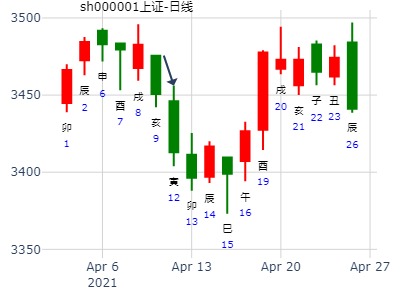 sh000001上证-日线
3500
3450
3400
3350
卯
1
辰
2
申
6
酉
7
戌
8
亥
9
寅
12
卯
13
辰
14
巳
15
午
16
酉
19
戌
20
亥
21
子
22
丑
23
辰
26
Apr 6
2021
Apr 13
Apr 20
Apr 27